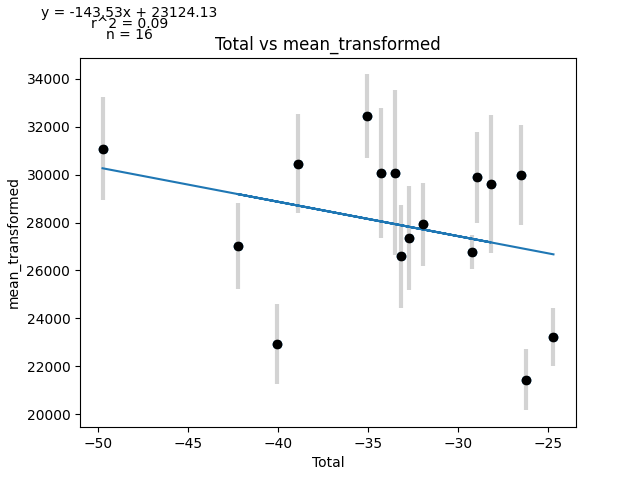 y = -143.53x + 23124.13
r^2 = 0.09
n = 16
Total vs mean_transformed
34000
32000
30000
28000
26000
24000
22000
20000
mean_transformed
−50
−45
−40
−35
−30
−25
Total